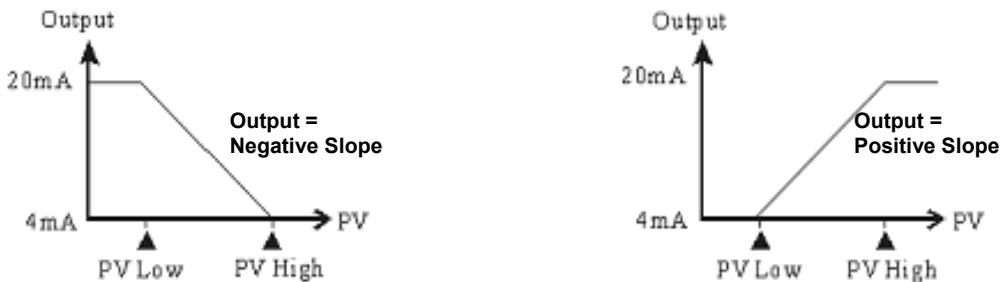 Output
20mA
Output =
Negative Slope
4mA
PV
PV Low
PV High
Output
20mA
Output =
Positive Slope
4mA
PV
PV Low
PV High